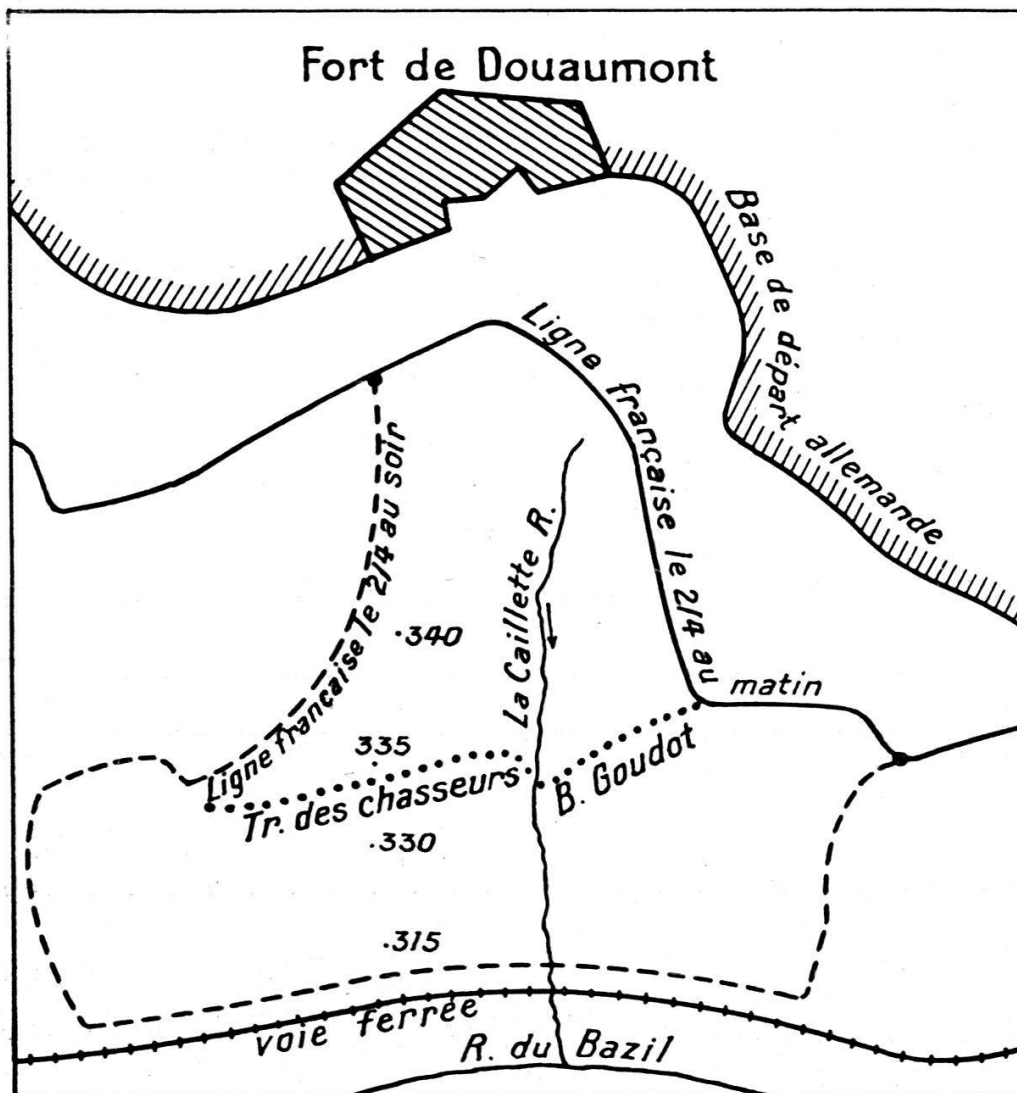 Fort de Douaumont
Base de départ allemande
Ligne française le 2/4 au matin
Ligne française le 2/4 au soir
La Caillette R.
.340
335
Tr. des chasseurs
B. Goudot
.330
.315
voie ferrée
R. du Bazil